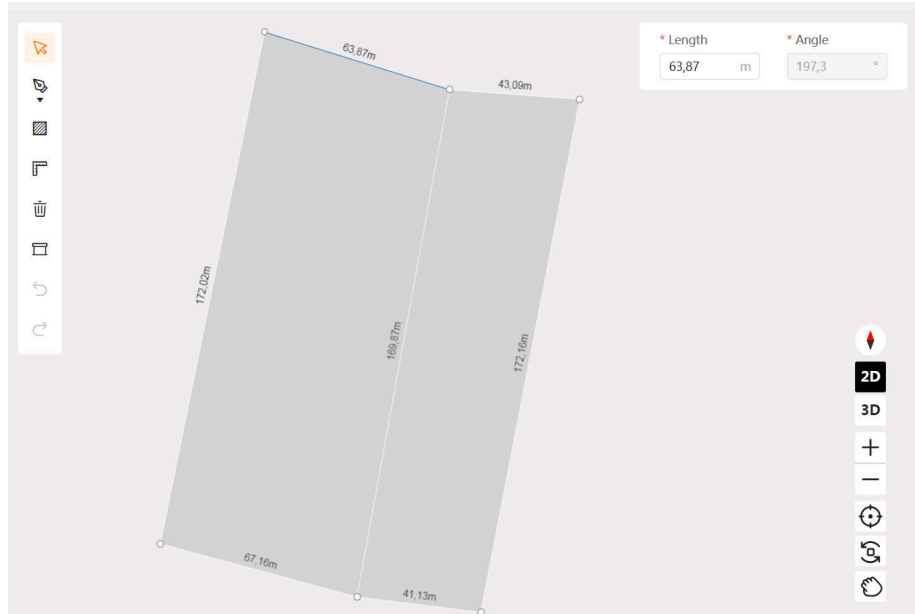 * Length
* Angle
63,87 m
197,3 °
63,87m
43,09m
172,02m
169,87m
172,16m
67,16m
41,13m
2D
3D